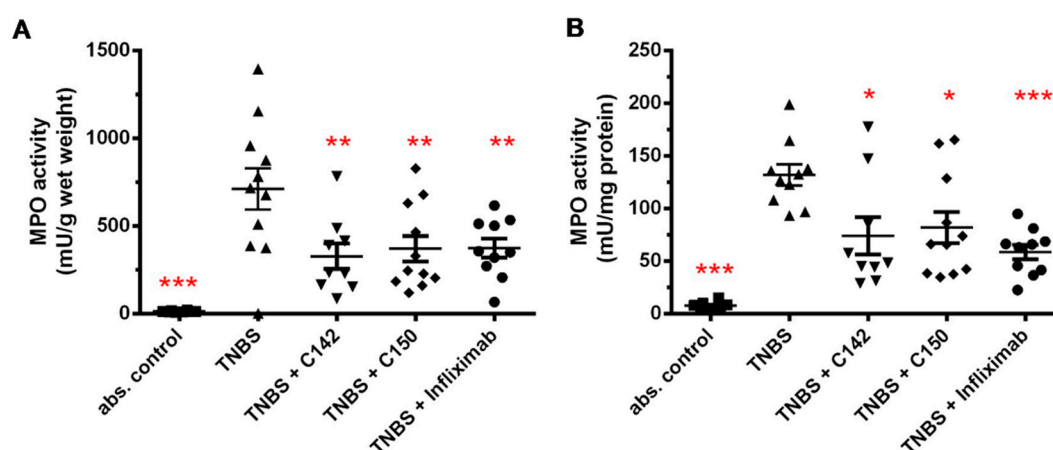 A
MPO activity
(mU/g wet weight)
1500
1000
500
0
***
**
**
**
abs. control
TNBS
TNBS + C142
TNBS + C150
TNBS + Infliximab
B
MPO activity
(mU/mg protein)
250
200
150
100
50
0
***
*
*
***
abs. control
TNBS
TNBS + C142
TNBS + C150
TNBS + Infliximab